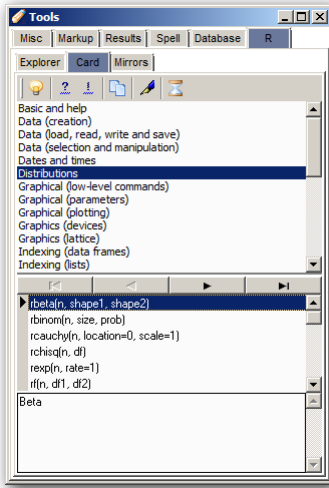 Tools
Misc Markup Results Spell Database R
Explorer Card Mirrors
Basic and help
Data (creation)
Data (load, read, write and save)
Data (selection and manipulation)
Dates and times
Distributions
Graphical (low-level commands)
Graphical (parameters)
Graphical (plotting)
Graphics (devices)
Graphics (lattice)
Indexing (data frames)
Indexing (lists)
rbeta(n, shape1, shape2)
rbinom(n, size, prob)
rcauchy(n, location=0, scale=1)
rchisq(n, df)
rexp(n, rate=1)
rf(n, df1, df2)
Beta